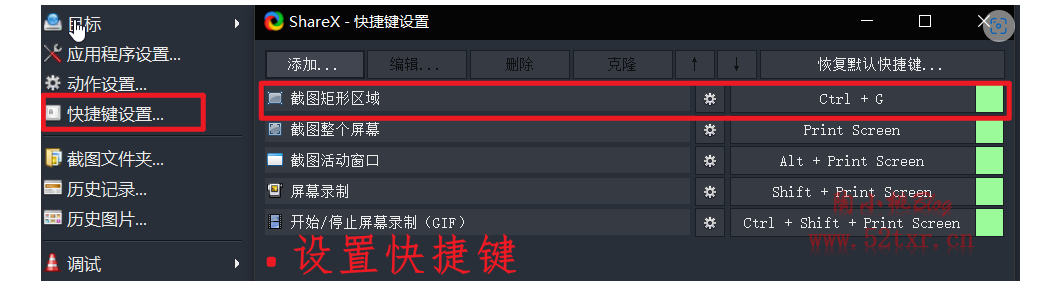 目标
应用程序设置...
动作设置...
快捷键设置...
截图文件夹...
历史记录...
历史图片...
调试
ShareX - 快捷键设置
添加...
编辑...
删除
克隆
↑
↓
恢复默认快捷键...
截图矩形区域
Ctrl + G
截图整个屏幕
Print Screen
截图活动窗口
Alt + Print Screen
屏幕录制
Shift + Print Screen
开始/停止屏幕录制 (GIF)
Ctrl + Shift + Print Screen
www.52txr.cn
• 设置快捷键